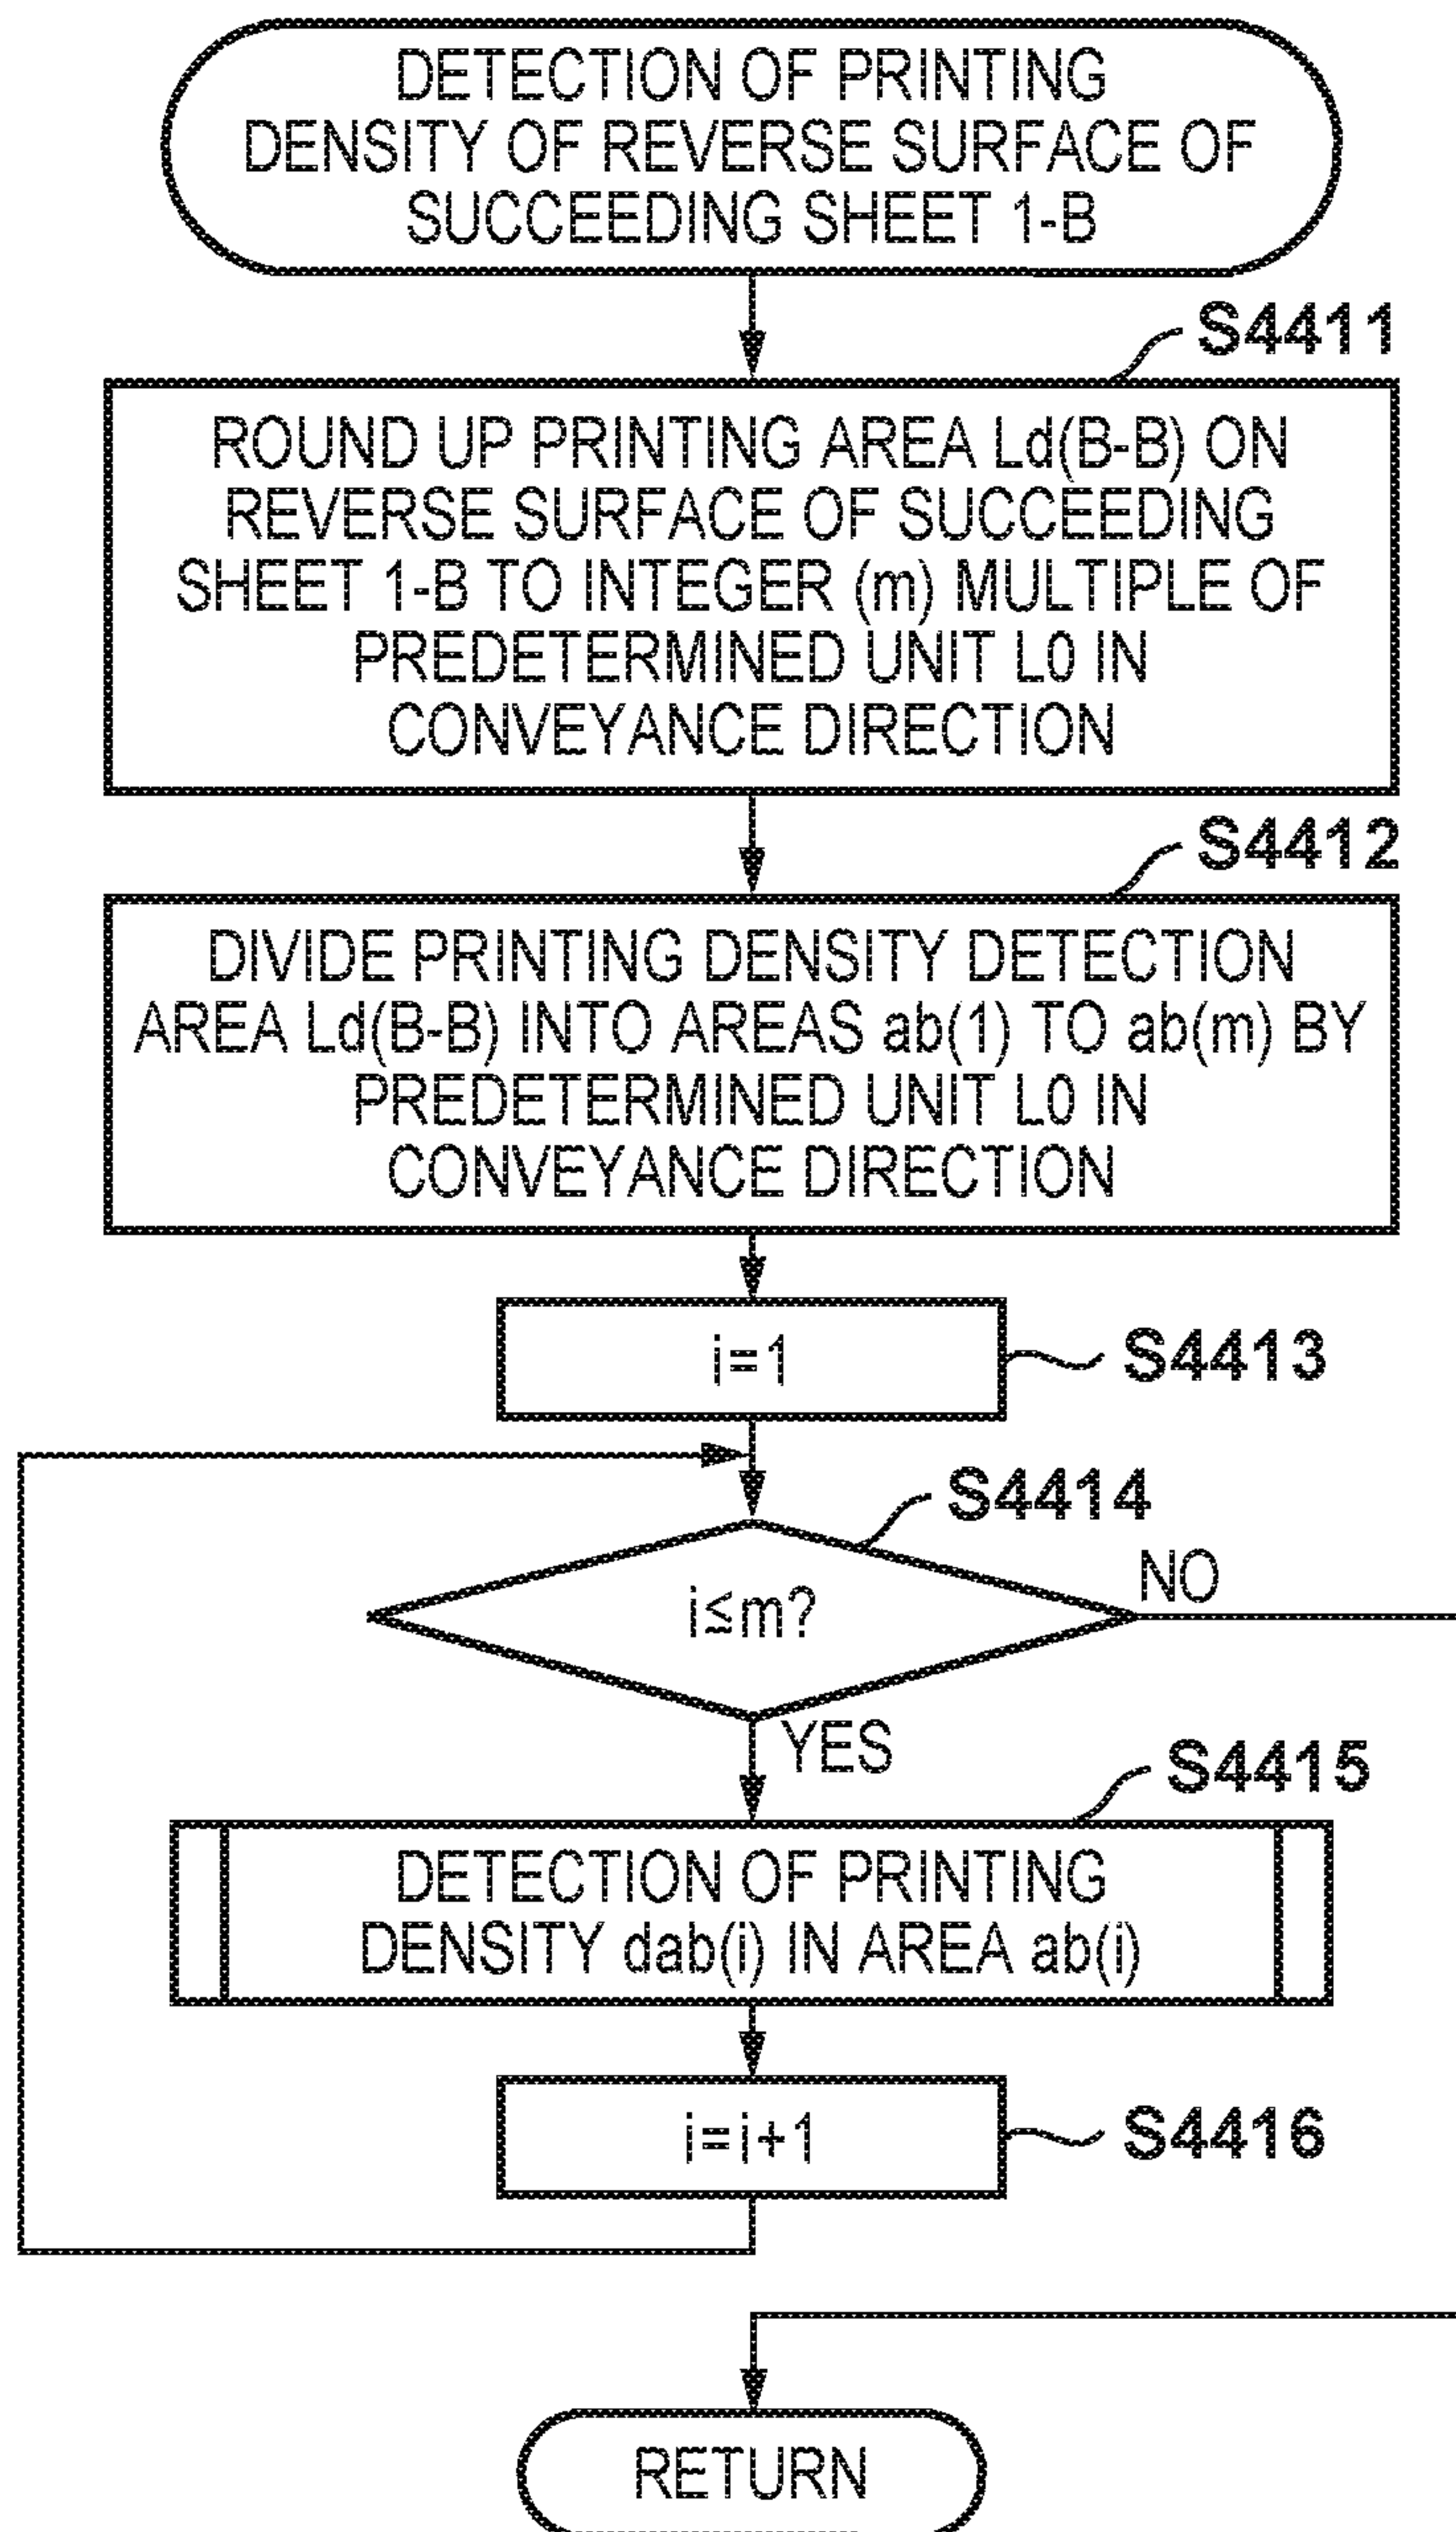 DETECTION OF PRINTING
DENSITY OF REVERSE SURFACE OF
SUCCEEDING SHEET 1-B
S4411
ROUND UP PRINTING AREA Ld(B-B) ON
REVERSE SURFACE OF SUCCEEDING
SHEET 1-B TO INTEGER (m) MULTIPLE OF
PREDETERMINED UNIT L0 IN
CONVEYANCE DIRECTION
S4412
DIVIDE PRINTING DENSITY DETECTION
AREA Ld(B-B) INTO AREAS ab(1) TO ab(m) BY
PREDETERMINED UNIT L0 IN
CONVEYANCE DIRECTION
i=1
S4413
S4414
i≤m?
NO
YES
S4415
DETECTION OF PRINTING
DENSITY dab(i) IN AREA ab(i)
i=i+1
S4416
RETURN